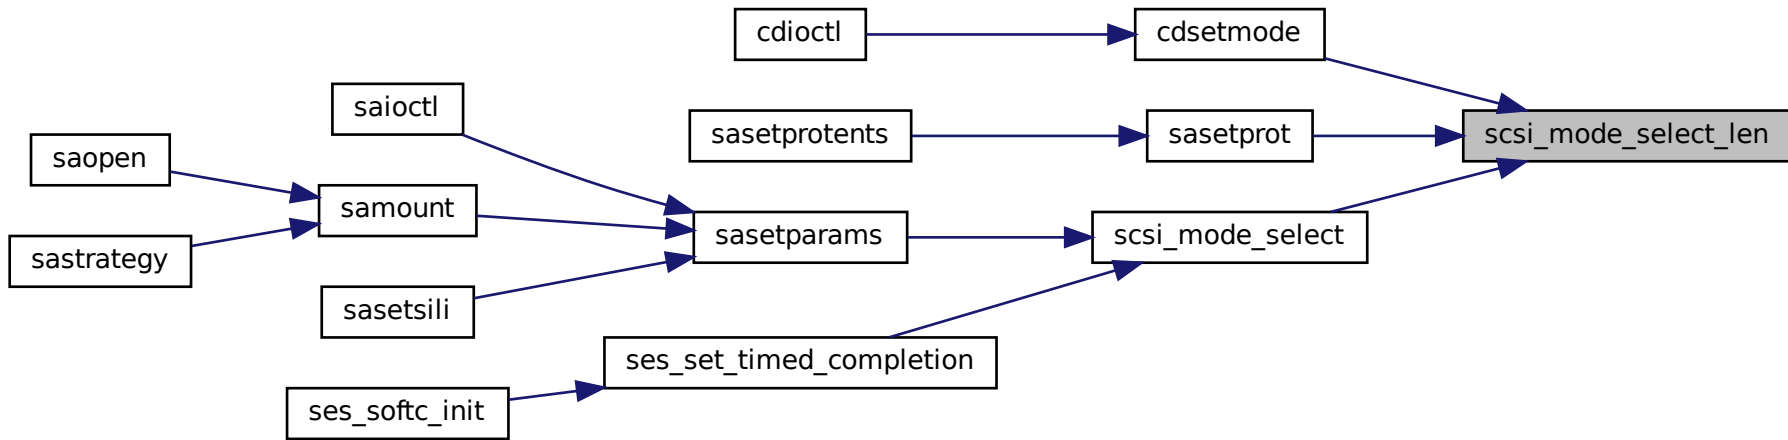 cdioctl
cdsetmode
saioctl
sasetprotents
sasetprot
scsi_mode_select_len
saopen
samount
sastrategy
sasetparams
scsi_mode_select
sasetsili
ses_set_timed_completion
ses_softc_init